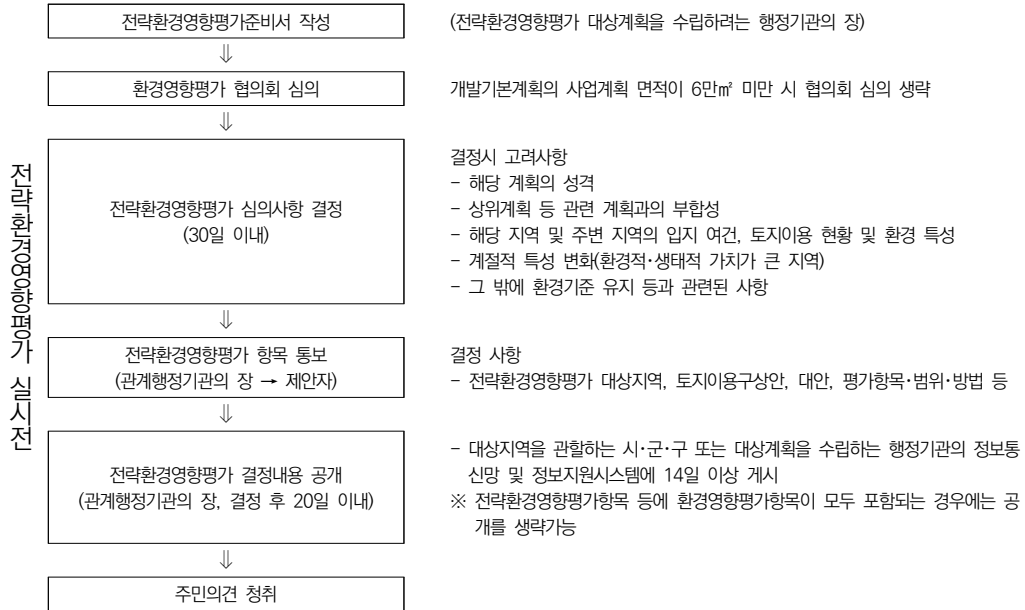 전략환경영향평가 실시전
전략환경영향평가준비서 작성
(전략환경영향평가 대상계획을 수립하려는 행정기관의 장)
⇓
환경영향평가 협의회 심의
개발기본계획의 사업계획 면적이 6만㎡ 미만 시 협의회 심의 생략
⇓
전략환경영향평가 심의사항 결정
(30일 이내)
결정시 고려사항
- 해당 계획의 성격
- 상위계획 등 관련 계획과의 부합성
- 해당 지역 및 주변 지역의 입지 여건, 토지이용 현황 및 환경 특성
- 계절적 특성 변화(환경적·생태적 가치가 큰 지역)
- 그 밖에 환경기준 유지 등과 관련된 사항
⇓
전략환경영향평가 항목 통보
(관계행정기관의 장 → 제안자)
결정 사항
- 전략환경영향평가 대상지역, 토지이용구상안, 대안, 평가항목·범위·방법 등
⇓
전략환경영향평가 결정내용 공개
(관계행정기관의 장, 결정 후 20일 이내)
- 대상지역을 관할하는 시·군·구 또는 대상계획을 수립하는 행정기관의 정보통
신망 및 정보지원시스템에 14일 이상 게시
※ 전략환경영향평가항목 등에 환경영향평가항목이 모두 포함되는 경우에는 공
개를 생략가능
⇓
주민의견 청취